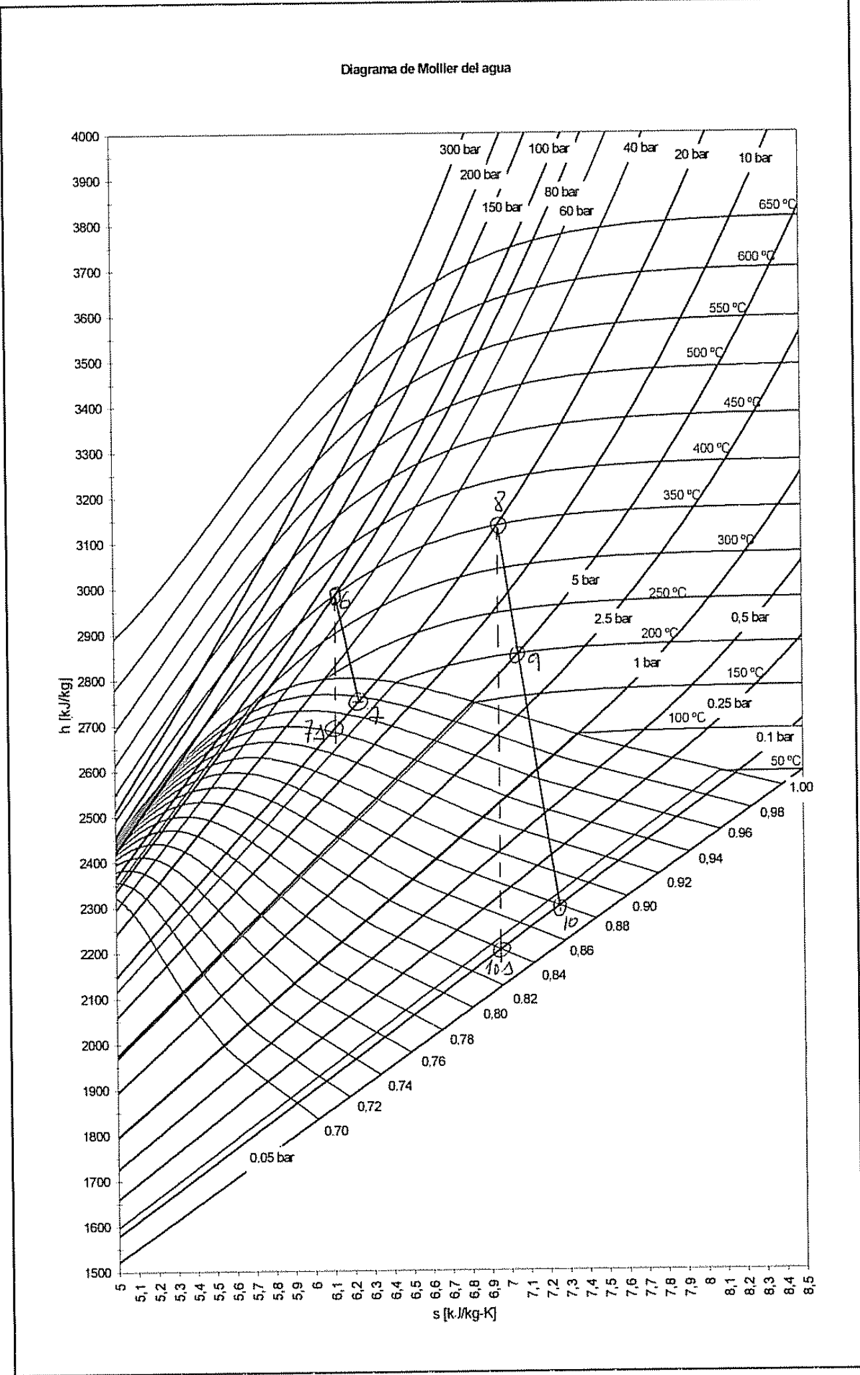 Diagrama de Molller del agua
4000
3900
3800
3700
3600
3500
3400
3300
3200
3100
3000
2900
2800
2700
2600
2500
2400
2300
2200
2100
2000
1900
1800
1700
1600
1500
h [kJ/kg]
300 bar
200 bar
150 bar
100 bar
80 bar
60 bar
40 bar
20 bar
10 bar
650 ºC
600 ºC
550 ºC
500 ºC
450 ºC
400 ºC
350 ºC
300 ºC
5 bar
250 ºC
2.5 bar
0,5 bar
200 ºC
1 bar
150 ºC
0.25 bar
100 ºC
0.1 bar
50 ºC
1.00
0,98
0,96
0,94
0.92
0.90
0.88
0.86
0,84
0.82
0,80
0,78
0.76
0.74
0,72
0.70
0.05 bar
8
6
9
7
7s
10
10s
5
5,1
5,2
5,3
5,4
5,5
5,6
5,7
5,8
5,9
6
6,1
6,2
6,3
6,4
6,5
6,6
6,7
6,8
6,9
7
7,1
7,2
7,3
7,4
7,5
7,6
7,7
7,8
7,9
8
8,1
8,2
8,3
8,4
8,5
s [kJ/kg-K]